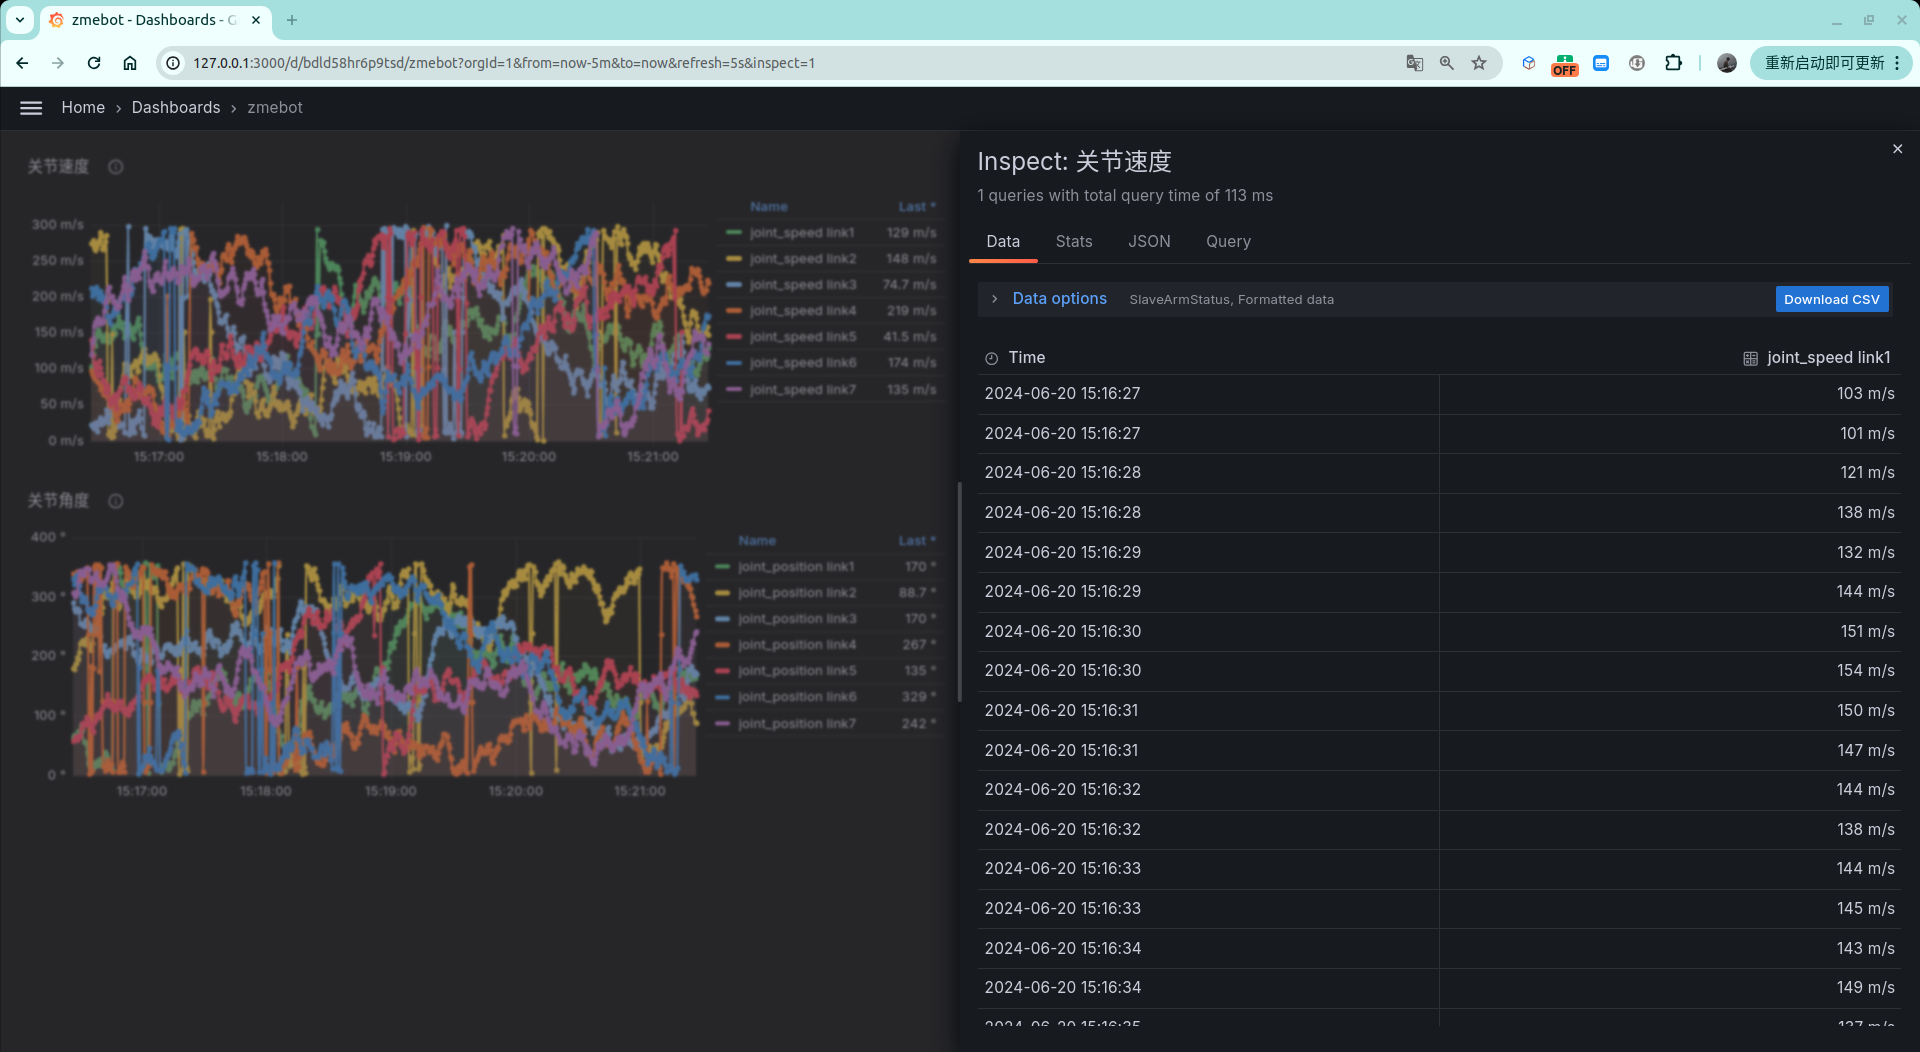 zmebot - Dashboards - G
127.0.0.1:3000/d/bdld58hr6p9tsd/zmebot?orgId=1&from=now-5m&to=now&refresh=5s&inspect=1
OFF
重新启动即可更新
Home › Dashboards › zmebot
关节速度
Name Last *
300 m/s
250 m/s
200 m/s
150 m/s
100 m/s
50 m/s
0 m/s
15:17:00 15:18:00 15:19:00 15:20:00 15:21:00
joint_speed link1 129 m/s
joint_speed link2 148 m/s
joint_speed link3 74.7 m/s
joint_speed link4 219 m/s
joint_speed link5 41.5 m/s
joint_speed link6 174 m/s
joint_speed link7 135 m/s
关节角度
Name Last *
400 °
300 °
200 °
100 °
0 °
15:17:00 15:18:00 15:19:00 15:20:00 15:21:00
joint_position link1 170 °
joint_position link2 88.7 °
joint_position link3 170 °
joint_position link4 267 °
joint_position link5 135 °
joint_position link6 329 °
joint_position link7 242 °
Inspect: 关节速度
1 queries with total query time of 113 ms
Data Stats JSON Query
Data options SlaveArmStatus, Formatted data Download CSV
Time joint_speed link1
2024-06-20 15:16:27 103 m/s
2024-06-20 15:16:27 101 m/s
2024-06-20 15:16:28 121 m/s
2024-06-20 15:16:28 138 m/s
2024-06-20 15:16:29 132 m/s
2024-06-20 15:16:29 144 m/s
2024-06-20 15:16:30 151 m/s
2024-06-20 15:16:30 154 m/s
2024-06-20 15:16:31 150 m/s
2024-06-20 15:16:31 147 m/s
2024-06-20 15:16:32 144 m/s
2024-06-20 15:16:32 138 m/s
2024-06-20 15:16:33 144 m/s
2024-06-20 15:16:33 145 m/s
2024-06-20 15:16:34 143 m/s
2024-06-20 15:16:34 149 m/s
2024-06-20 15:16:35 137 m/s